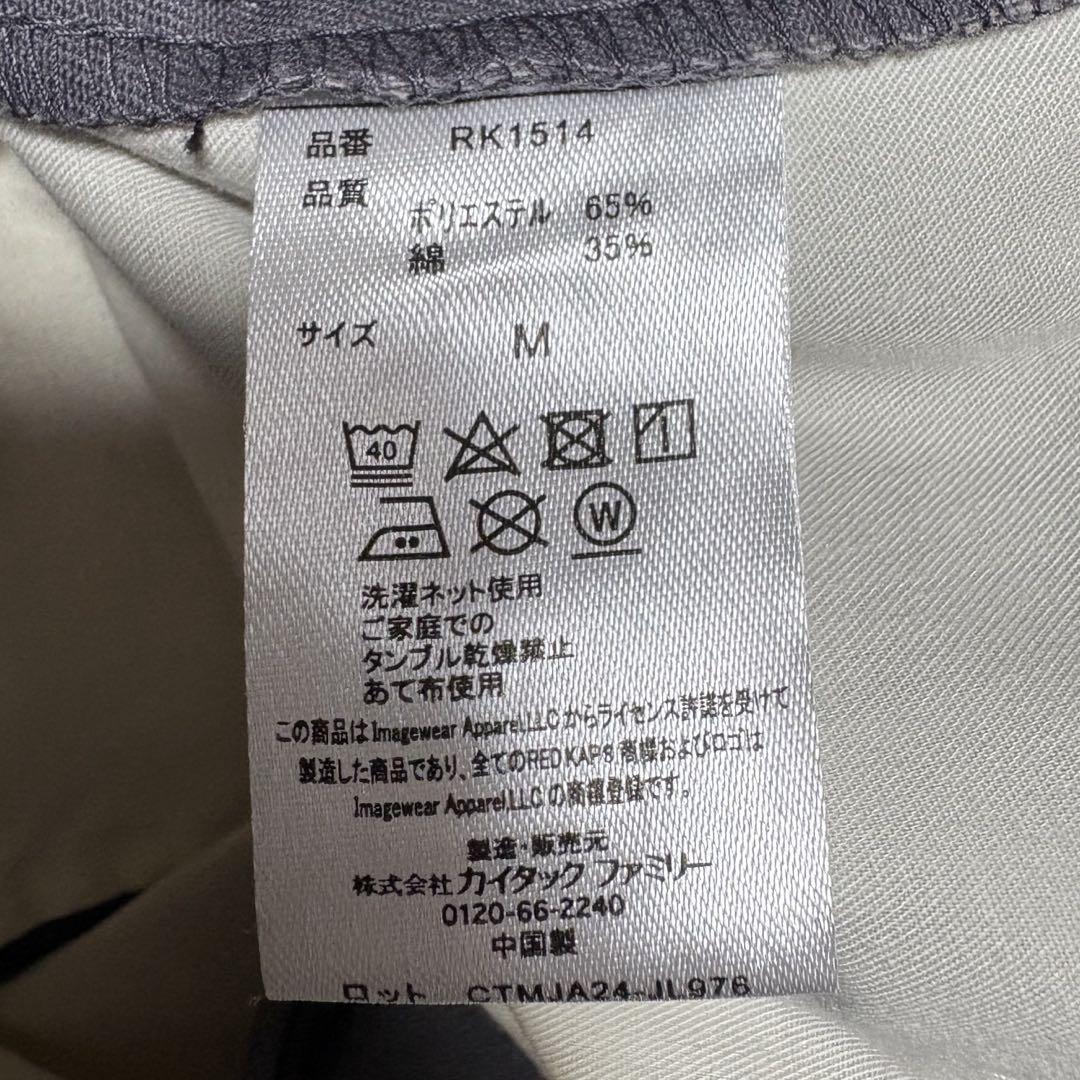 品番 RK1514
品質
ポリエステル 65%
綿 35%
サイズ M
40
W
洗濯ネット使用
ご家庭での
タンブル乾燥禁止
あて布使用
この商品はImagewear Apparel,LLCからライセンス許諾を受けて
製造した商品であり、全てのRED KAP® 商標およびロゴは
Imagewear Apparel,LLCの商標登録です。
製造・販売元
株式会社カイタックファミリー
0120-66-2240
中国製
ロット CTMJA24-JL976